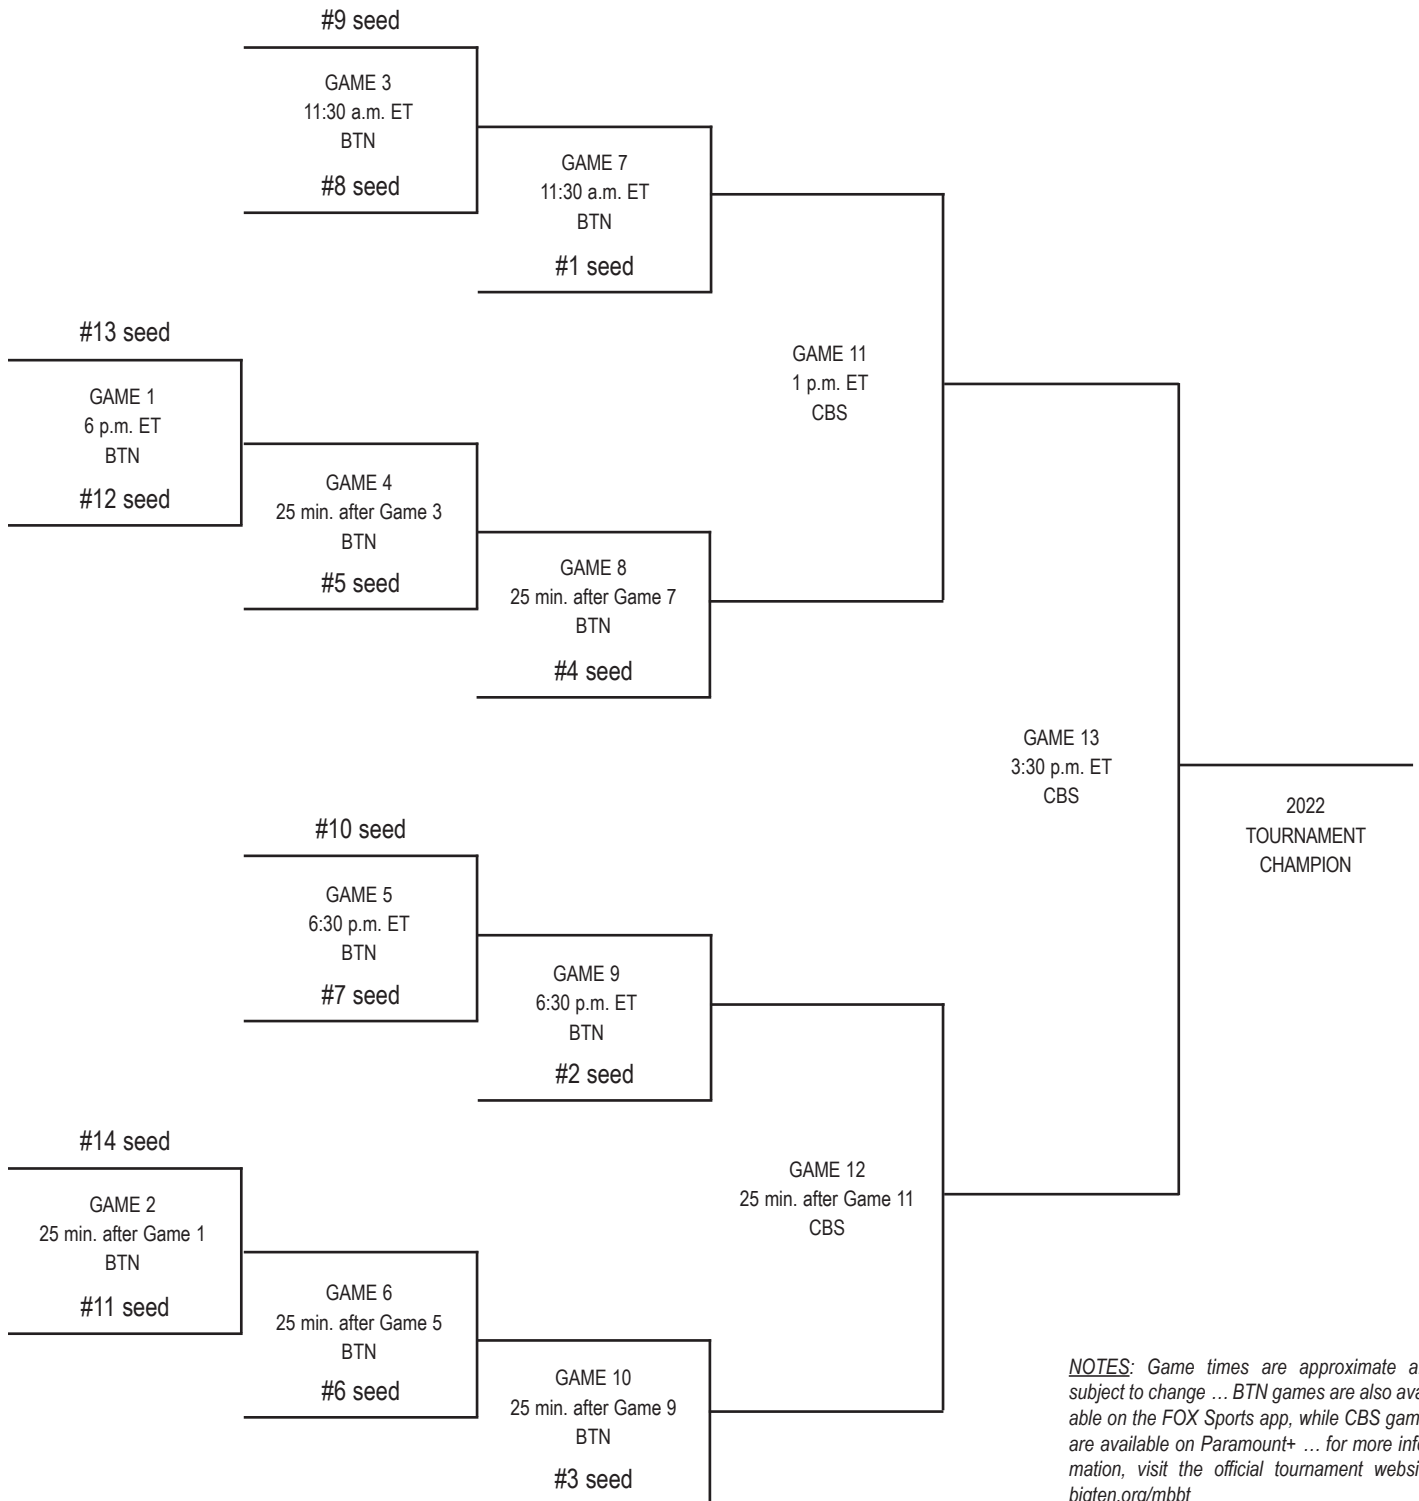 #9 seed
GAME 3
11:30 a.m. ET
BTN
#8 seed
GAME 7
11:30 a.m. ET
BTN
#1 seed
#13 seed
GAME 1
6 p.m. ET
BTN
#12 seed
GAME 4
25 min. after Game 3
BTN
#5 seed
GAME 8
25 min. after Game 7
BTN
#4 seed
GAME 11
1 p.m. ET
CBS
#10 seed
GAME 5
6:30 p.m. ET
BTN
#7 seed
GAME 9
6:30 p.m. ET
BTN
#2 seed
#14 seed
GAME 2
25 min. after Game 1
BTN
#11 seed
GAME 6
25 min. after Game 5
BTN
#6 seed
GAME 10
25 min. after Game 9
BTN
#3 seed
GAME 12
25 min. after Game 11
CBS
GAME 13
3:30 p.m. ET
CBS
2022
TOURNAMENT
CHAMPION
NOTES: Game times are approximate a
subject to change … BTN games are also ava
able on the FOX Sports app, while CBS gam
are available on Paramount+ … for more info
mation, visit the official tournament websi
bigten.org/mbbt